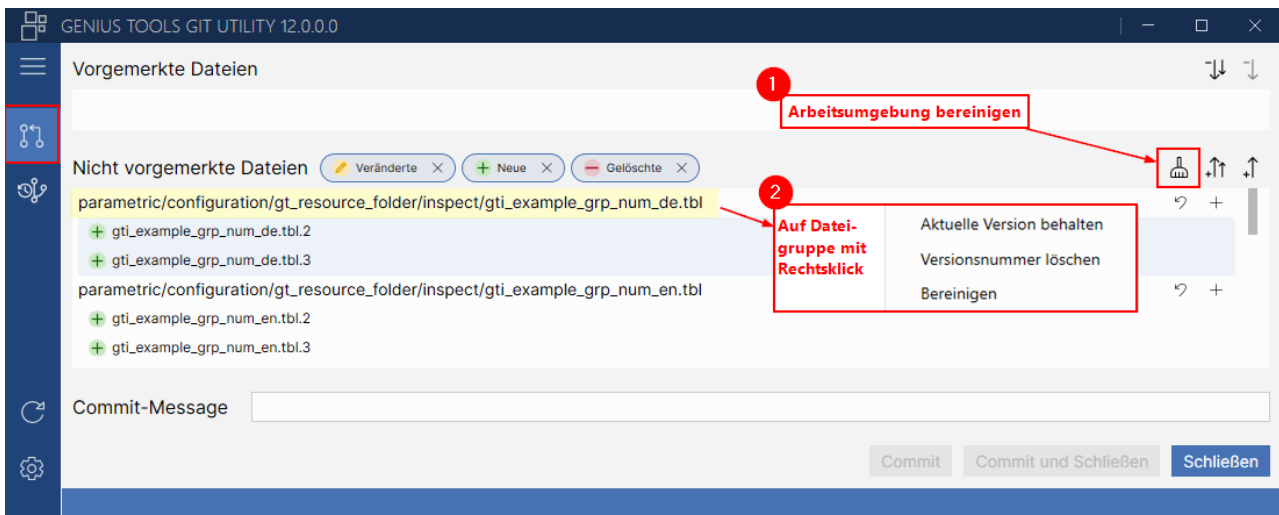 GENIUS TOOLS GIT UTILITY 12.0.0.0
Vorgemerkte Dateien
1
Arbeitsumgebung bereinigen
Nicht vorgemerkte Dateien Veränderte Neue Gelöschte
parametric/configuration/gt_resource_folder/inspect/gti_example_grp_num_de.tbl
gti_example_grp_num_de.tbl.2
gti_example_grp_num_de.tbl.3
2
Auf Datei-
gruppe mit
Rechtsklick
Aktuelle Version behalten
Versionsnummer löschen
Bereinigen
parametric/configuration/gt_resource_folder/inspect/gti_example_grp_num_en.tbl
gti_example_grp_num_en.tbl.2
gti_example_grp_num_en.tbl.3
Commit-Message
Commit Commit und Schließen Schließen